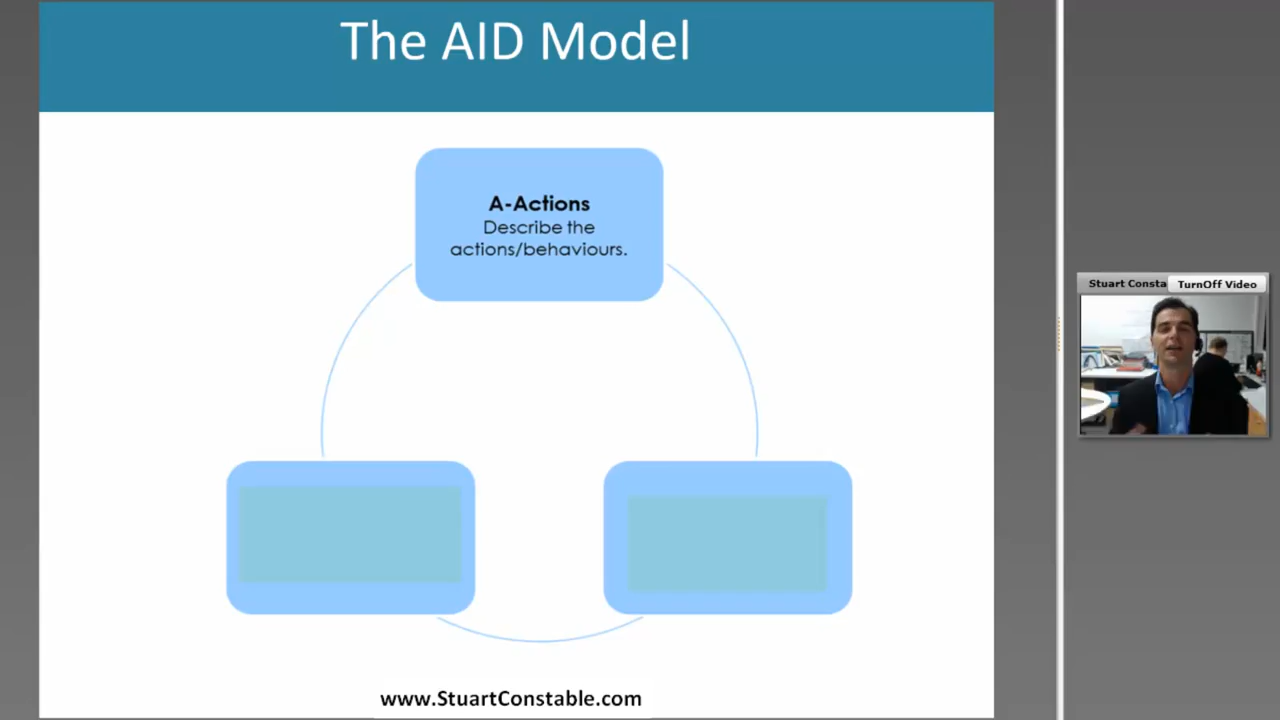 The AID Model
A-Actions
Describe the
actions/behaviours.
www.StuartConstable.com
Stuart Consta
TurnOff Video